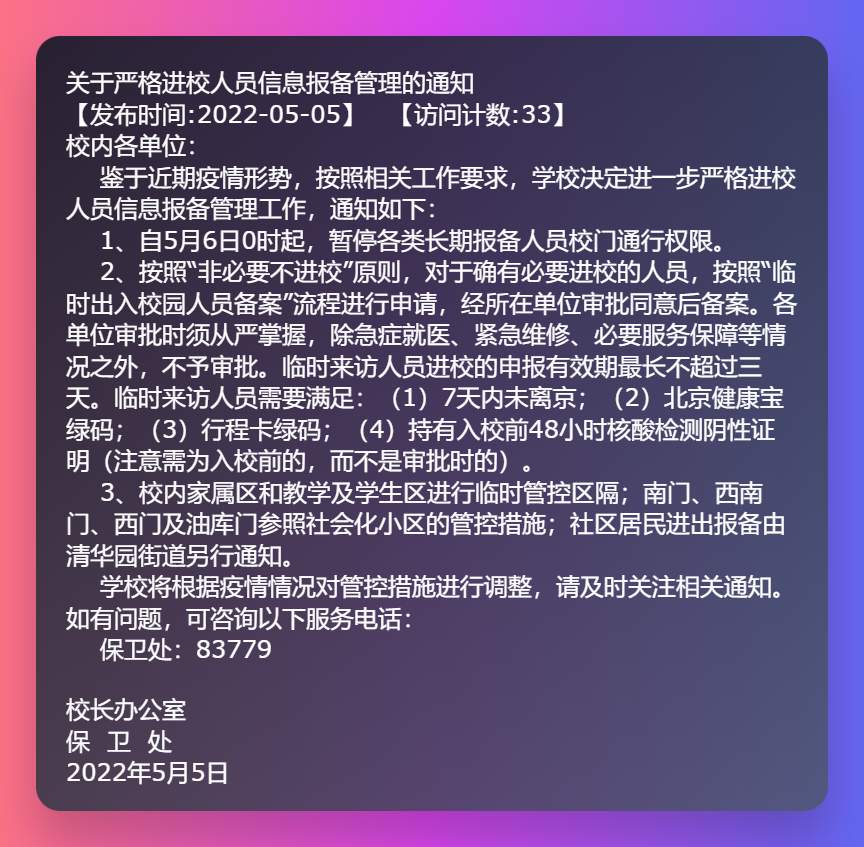 关于严格进校人员信息报备管理的通知
【发布时间:2022-05-05】 【访问计数:33】
校内各单位：
鉴于近期疫情形势，按照相关工作要求，学校决定进一步严格进校
人员信息报备管理工作，通知如下：
1、自5月6日0时起，暂停各类长期报备人员校门通行权限。
2、按照“非必要不进校”原则，对于确有必要进校的人员，按照“临
时出入校园人员备案”流程进行申请，经所在单位审批同意后备案。各
单位审批时须从严掌握，除急症就医、紧急维修、必要服务保障等情
况之外，不予审批。临时来访人员进校的申报有效期最长不超过三
天。临时来访人员需要满足：（1）7天内未离京；（2）北京健康宝
绿码；（3）行程卡绿码；（4）持有入校前48小时核酸检测阴性证
明（注意需为入校前的，而不是审批时的）。
3、校内家属区和教学及学生区进行临时管控区隔；南门、西南
门、西门及油库门参照社会化小区的管控措施；社区居民进出报备由
清华园街道另行通知。
学校将根据疫情情况对管控措施进行调整，请及时关注相关通知。
如有问题，可咨询以下服务电话：
保卫处：83779
校长办公室
保 卫 处
2022年5月5日